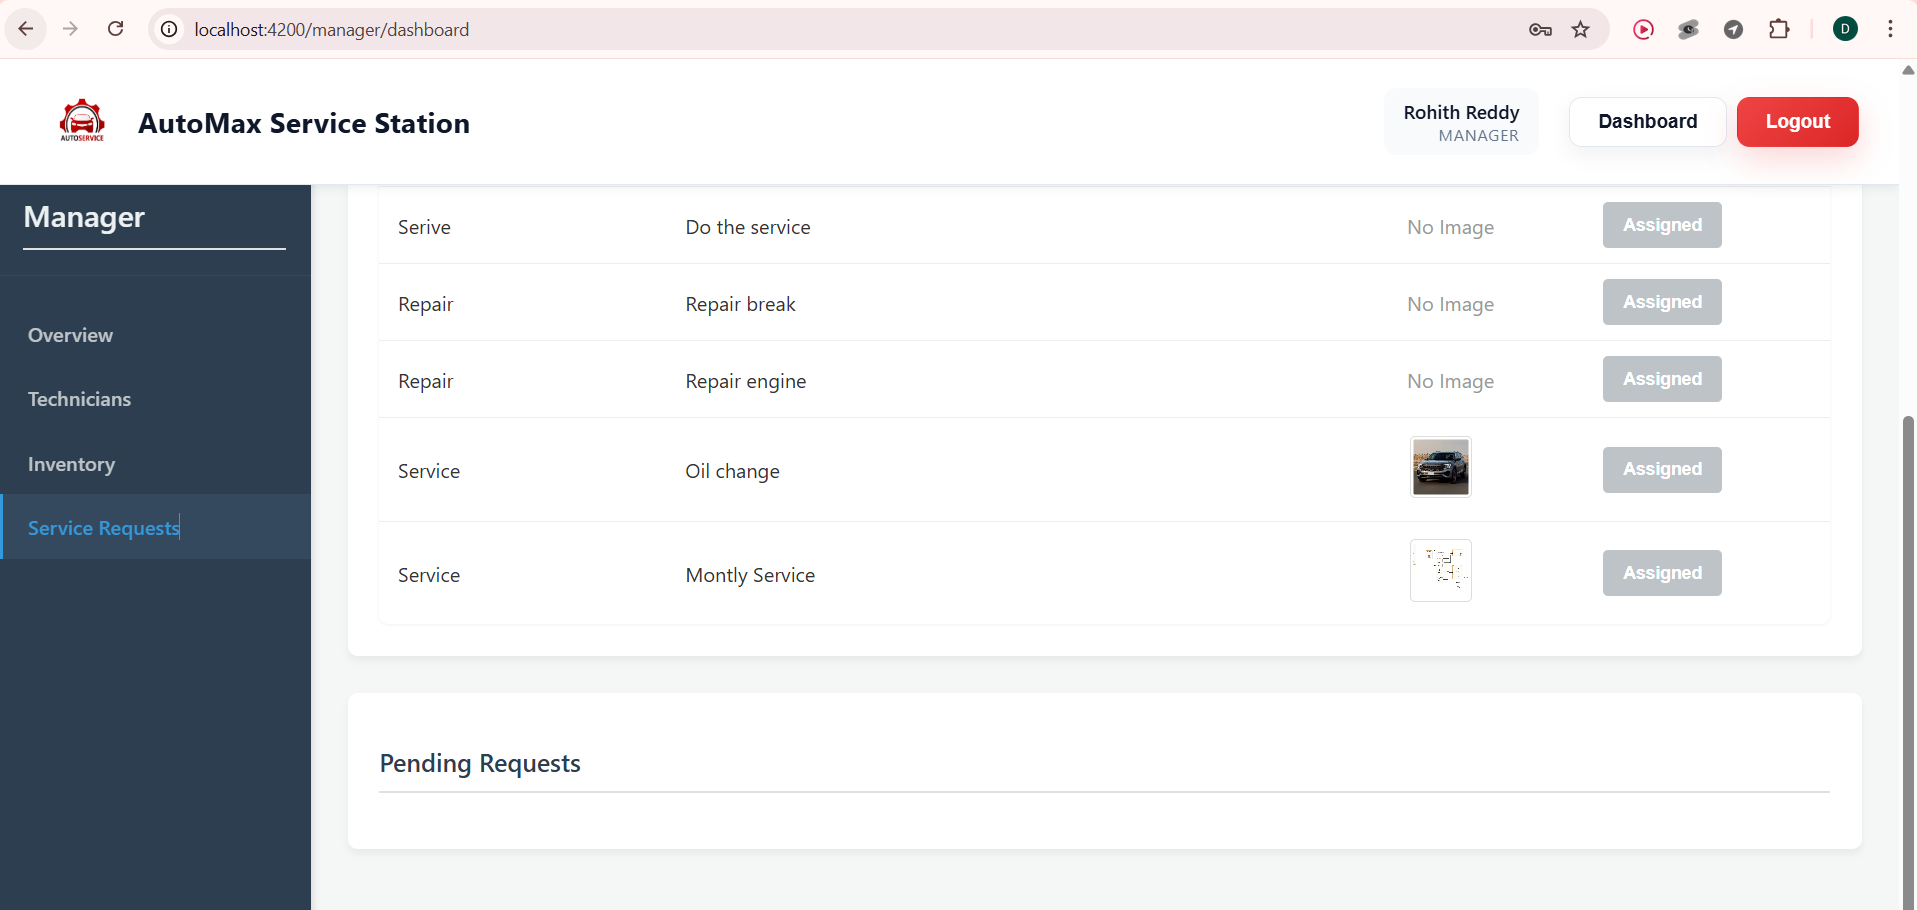 localhost:4200/manager/dashboard
D
AUTOSERVICE
AutoMax Service Station
Rohith Reddy
MANAGER
Dashboard
Logout
Manager
Overview
Technicians
Inventory
Service Requests
Serive Do the service No Image Assigned
Repair Repair break No Image Assigned
Repair Repair engine No Image Assigned
Service Oil change Assigned
Service Montly Service Assigned
Pending Requests